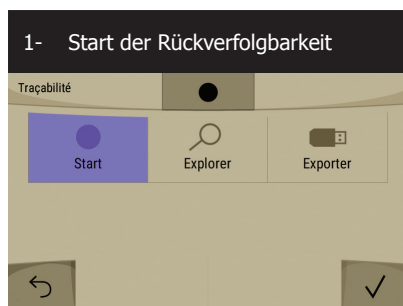 1- Start der Rückverfolgbarkeit
Traçabilité
Start Explorer Exporter